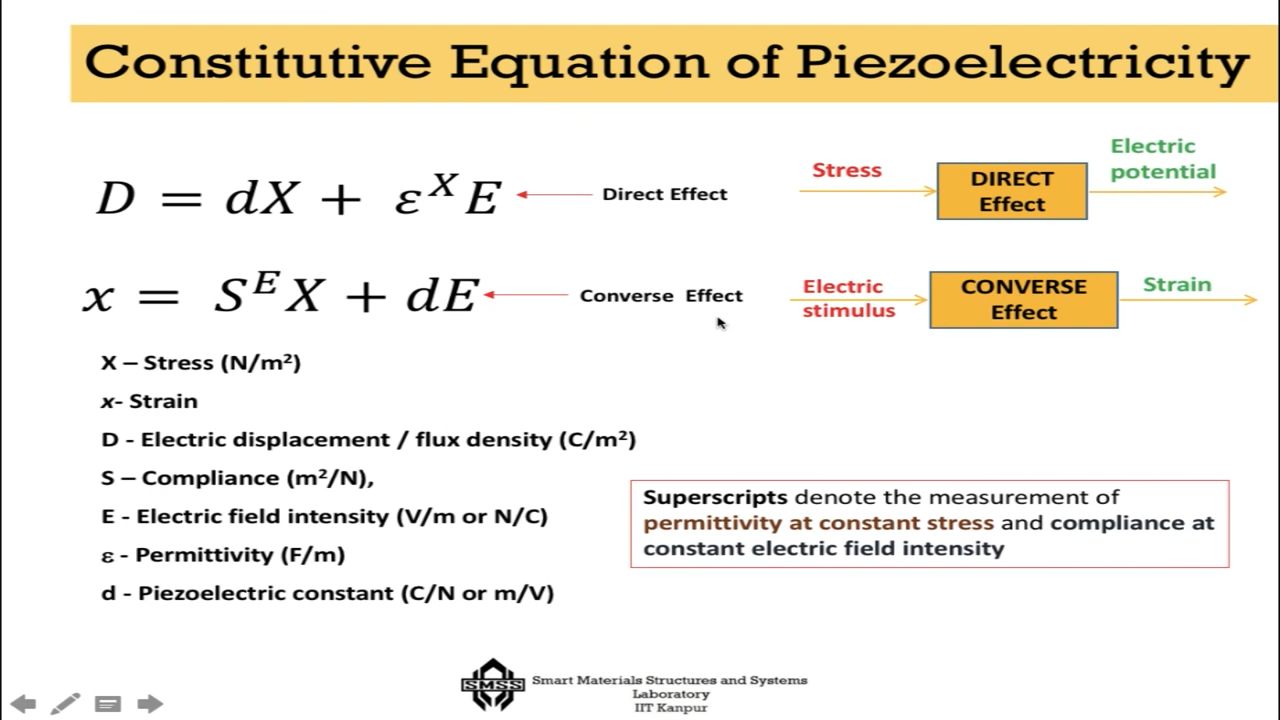 Constitutive Equation of Piezoelectricity
D = dX + ε^X E
Direct Effect
Stress
DIRECT
Effect
Electric
potential
x = S^E X + dE
Converse Effect
Electric
stimulus
CONVERSE
Effect
Strain
X – Stress (N/m²)
x- Strain
D - Electric displacement / flux density (C/m²)
S – Compliance (m²/N),
E - Electric field intensity (V/m or N/C)
ε - Permittivity (F/m)
d - Piezoelectric constant (C/N or m/V)
Superscripts denote the measurement of
permittivity at constant stress and compliance at
constant electric field intensity
SMSS
Smart Materials Structures and Systems
Laboratory
IIT Kanpur